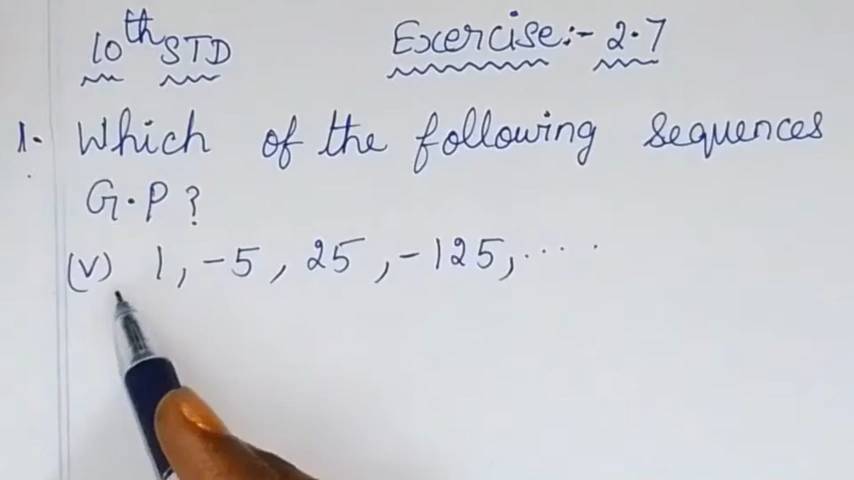 10th STD Exercise:- 2.7
1. Which of the following sequences
G.P?
(v) 1, -5, 25, -125, .....